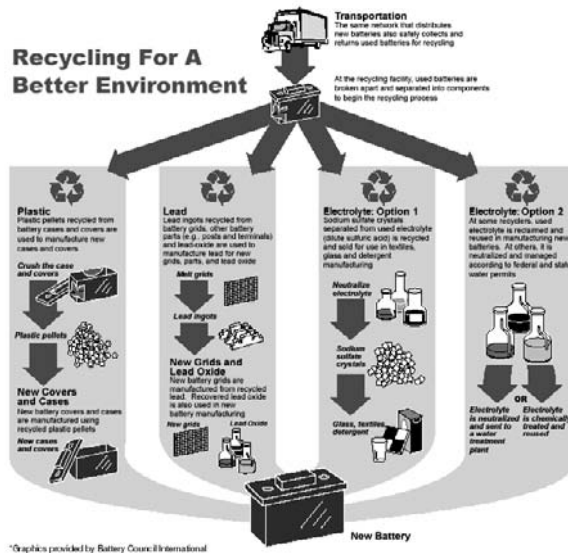 Transportation
The same network that distributes
new batteries also safely collects and
returns used batteries for recycling
Recycling For A
Better Environment
At the recycling facility, used batteries are
broken apart and separated into components
to begin the recycling process
Plastic
Plastic pellets recycled from
battery cases and covers are
used to manufacture new
cases and covers
Crush the case
and covers
Plastic pellets
New Covers
and Cases
New battery covers and cases
are manufactured using
recycled plastic pellets
New cases
and covers
Lead
Lead ingots recycled from
battery grids, other battery
parts (e.g., posts and terminals)
and lead-oxide are used to
manufacture lead for new
grids, parts, and lead oxide
Melt grids
Lead ingots
New Grids and
Lead Oxide
New battery grids are
manufactured from recycled
lead. Recovered lead oxide
is also used in new
battery manufacturing
New grids
Lead Oxide
Electrolyte: Option 1
Sodium sulfate crystals
separated from used electrolyte
(dilute sulfuric acid) is recycled
and sold for use in textiles,
glass and detergent
manufacturing
Neutralize
electrolyte
Sodium
sulfate
crystals
Glass, textiles,
detergent
Electrolyte: Option 2
At some recyclers, used
electrolyte is reclaimed and
reused in manufacturing new
batteries. At others, it is
neutralized and managed
according to federal and state
water permits
OR
Electrolyte
is neutralized
and sent to
a water
treatment
plant
Electrolyte
is chemically
treated and
reused
New Battery
*Graphics provided by Battery Council International